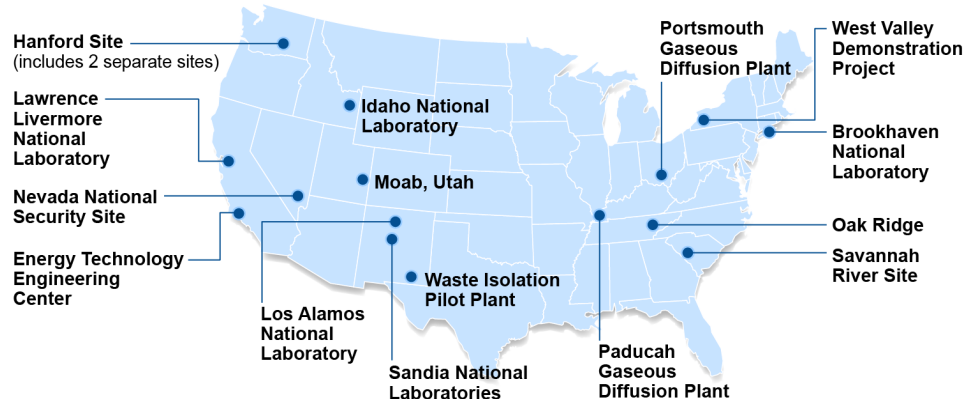 Hanford Site
(includes 2 separate sites)
Lawrence
Livermore
National
Laboratory
Nevada National
Security Site
Energy Technology
Engineering
Center
Idaho National
Laboratory
Moab, Utah
Waste Isolation
Pilot Plant
Los Alamos
National
Laboratory
Sandia National
Laboratories
Portsmouth
Gaseous
Diffusion Plant
Paducah
Gaseous
Diffusion Plant
West Valley
Demonstration
Project
Brookhaven
National
Laboratory
Oak Ridge
Savannah
River Site